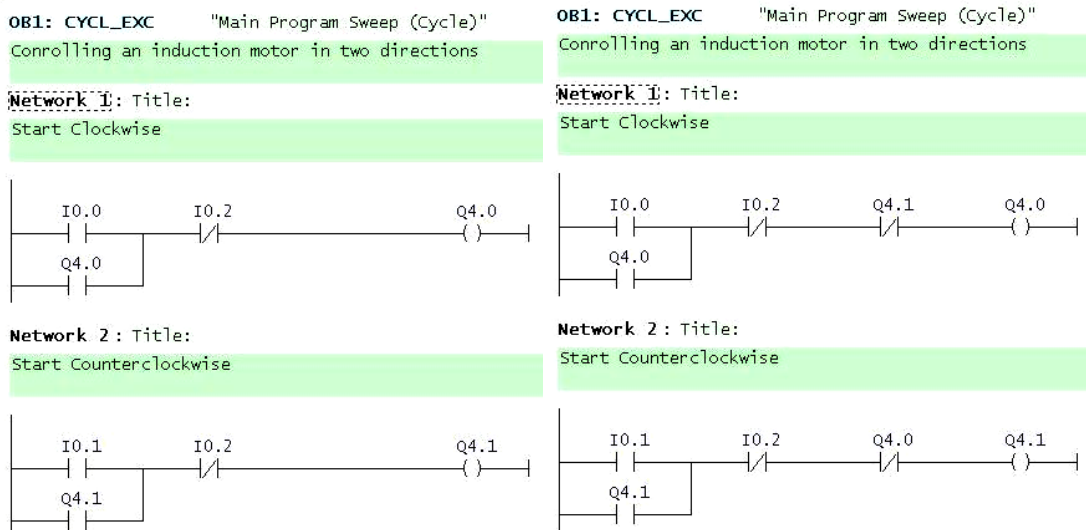 OB1: CYCL_EXC "Main Program Sweep (Cycle)"
Conrolling an induction motor in two directions
Network 1: Title:
Start Clockwise
I0.0 I0.2 Q4.0
Q4.0
Network 2: Title:
Start Counterclockwise
I0.1 I0.2 Q4.1
Q4.1
OB1: CYCL_EXC "Main Program Sweep (Cycle)"
Conrolling an induction motor in two directions
Network 1: Title:
Start Clockwise
I0.0 I0.2 Q4.1 Q4.0
Q4.0
Network 2: Title:
Start Counterclockwise
I0.1 I0.2 Q4.0 Q4.1
Q4.1